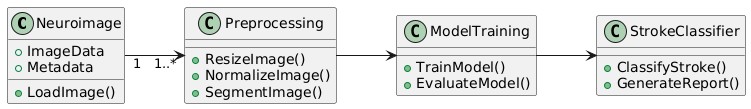 C Neuroimage
ImageData
Metadata
LoadImage()
1 1..*
C Preprocessing
ResizeImage()
NormalizeImage()
SegmentImage()
C ModelTraining
TrainModel()
EvaluateModel()
C StrokeClassifier
ClassifyStroke()
GenerateReport()